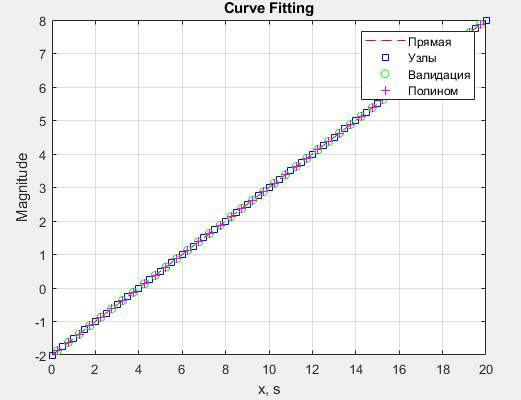 Curve Fitting
8
7
6
5
4
3
2
1
0
-1
-2
Magnitude
Прямая
Узлы
Валидация
Полином
0 2 4 6 8 10 12 14 16 18 20
x, s